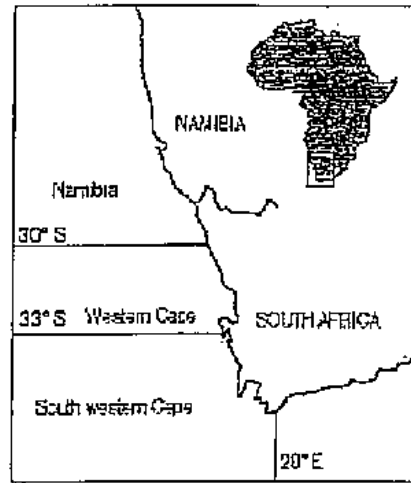 NAMIBIA
Namibia
30° S
33° S Western Cape SOUTH AFRICA
South western Cape
20° E